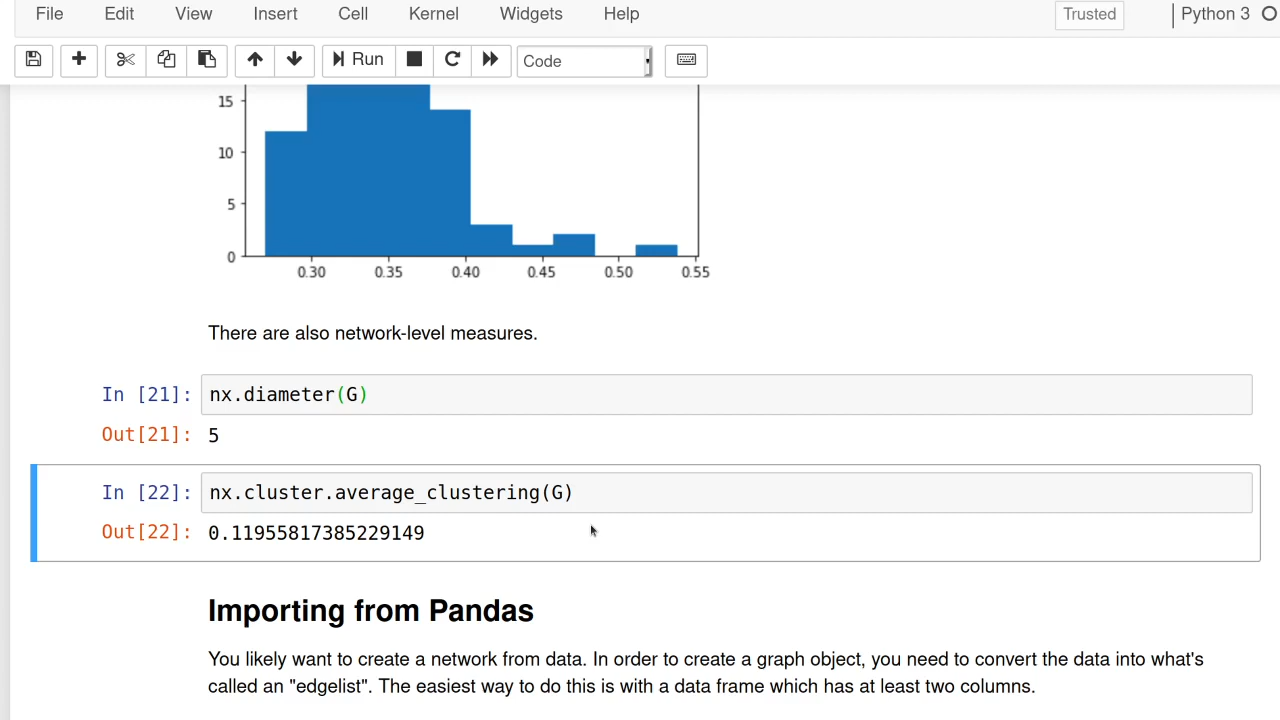 File Edit View Insert Cell Kernel Widgets Help Trusted Python 3
Run Code
15
10
5
0
0.30 0.35 0.40 0.45 0.50 0.55
There are also network-level measures.
In [21]: nx.diameter(G)
Out[21]: 5
In [22]: nx.cluster.average_clustering(G)
Out[22]: 0.11955817385229149
Importing from Pandas
You likely want to create a network from data. In order to create a graph object, you need to convert the data into what's
called an "edgelist". The easiest way to do this is with a data frame which has at least two columns.